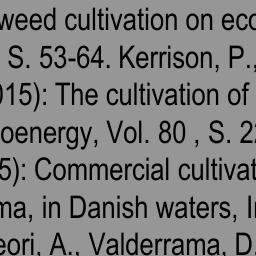 weed cultivation on eco
S. 53-64. Kerrison, P.,
015): The cultivation of
oenergy, Vol. 80 , S. 22
5): Commercial cultivat
ma, in Danish waters, I
eori, A., Valderrama, D.